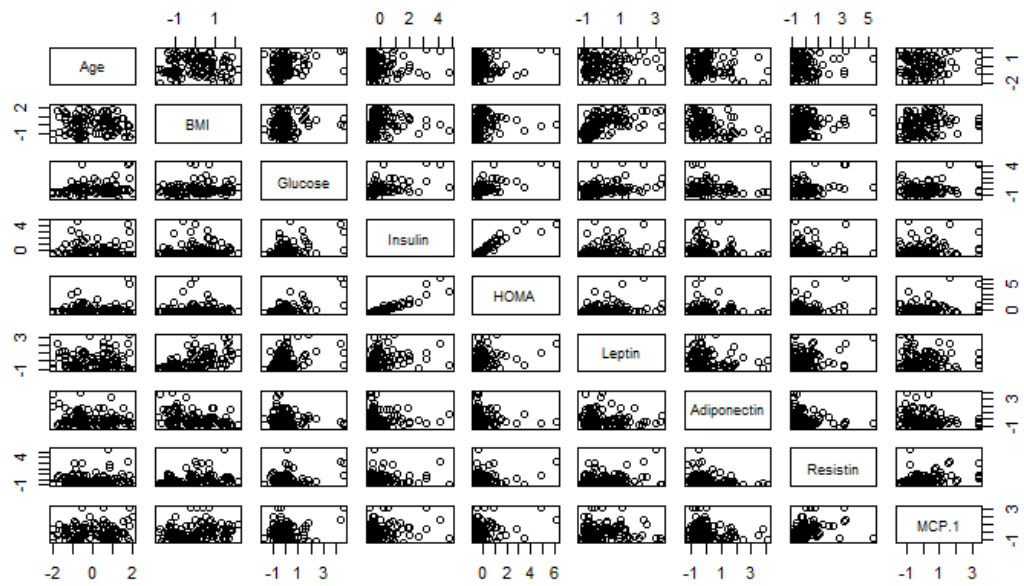 -1 1 0 2 4 -1 1 3 -1 1 3 5
Age 1 -2
2 -1 BMI
Glucose 4 -1
4 0 Insulin
HOMA 5 0
3 -1 Leptin
Adiponectin 3 -1
4 -1 Resistin
MCP.1 3 -1
-2 0 2 -1 1 3 0 2 4 6 -1 1 3 -1 1 3